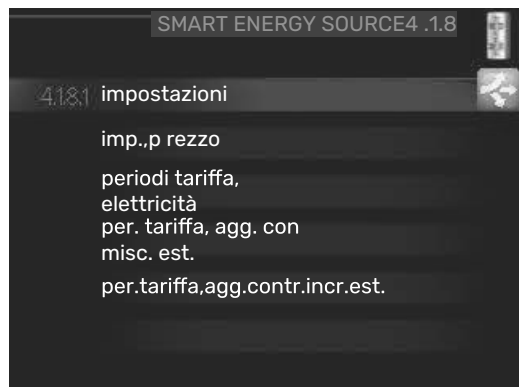 SMART ENERGY SOURCE4 .1.8
4.1.8.1 impostazioni
imp.,p rezzo
periodi tariffa,
elettricità
per. tariffa, agg. con
misc. est.
per.tariffa,agg.contr.incr.est.